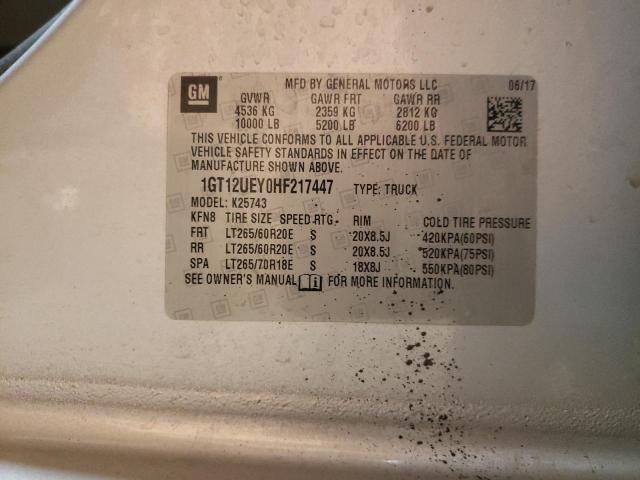 GM
MFD BY GENERAL MOTORS LLC 06/17
GVWR GAWR FRT GAWR RR
4536 KG 2359 KG 2812 KG
10000 LB 5200 LB 6200 LB
THIS VEHICLE CONFORMS TO ALL APPLICABLE U.S. FEDERAL MOTOR
VEHICLE SAFETY STANDARDS IN EFFECT ON THE DATE OF
MANUFACTURE SHOWN ABOVE.
1GT12UEY0HF217447 TYPE: TRUCK
MODEL: K25743
KFN8 TIRE SIZE SPEED RTG RIM COLD TIRE PRESSURE
FRT LT265/60R20E S 20X8.5J 420KPA(60PSI)
RR LT265/60R20E S 20X8.5J 520KPA(75PSI)
SPA LT265/70R18E S 18X8J 550KPA(80PSI)
SEE OWNER'S MANUAL FOR MORE INFORMATION.